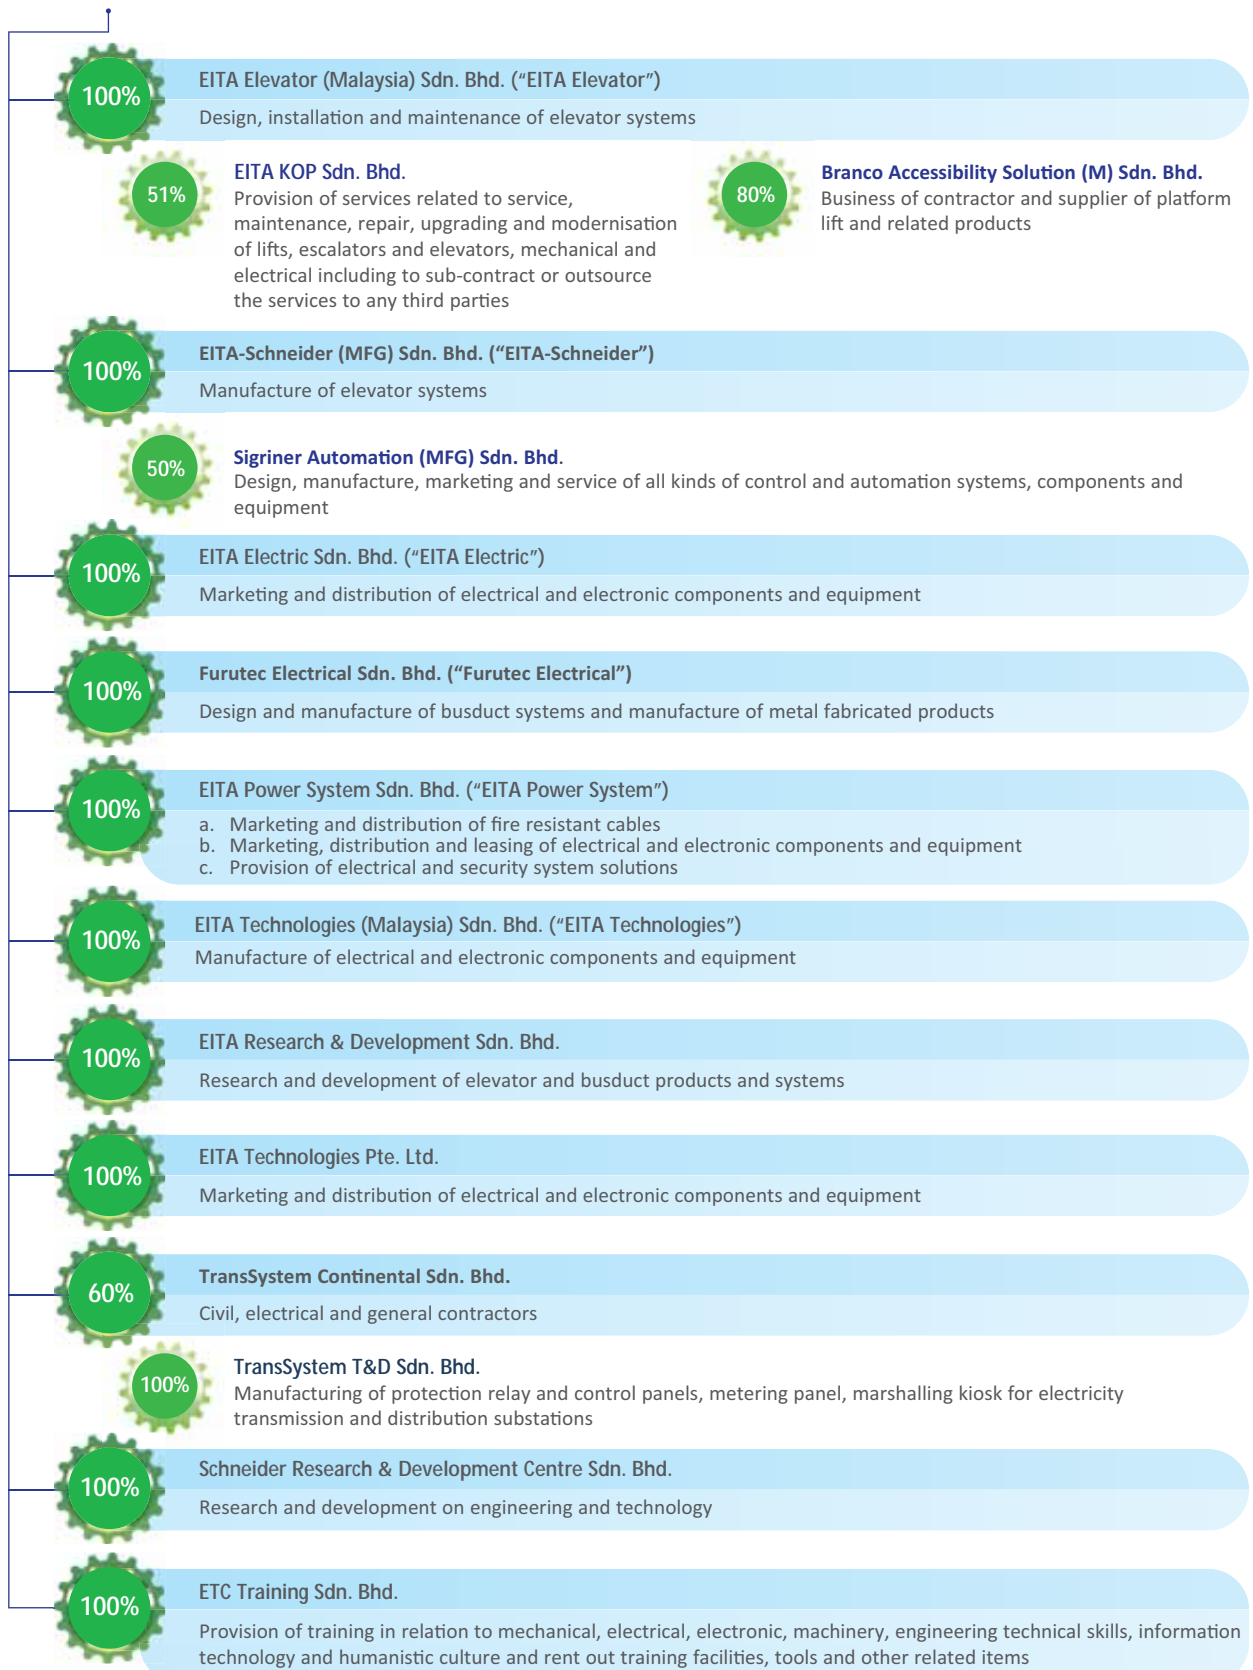 100%
EITA Elevator (Malaysia) Sdn. Bhd. (“EITA Elevator”)
Design, installation and maintenance of elevator systems
51%
EITA KOP Sdn. Bhd.
Provision of services related to service,
maintenance, repair, upgrading and modernisation
of lifts, escalators and elevators, mechanical and
electrical including to sub-contract or outsource
the services to any third parties
80%
Branco Accessibility Solution (M) Sdn. Bhd.
Business of contractor and supplier of platform
lift and related products
100%
EITA-Schneider (MFG) Sdn. Bhd. (“EITA-Schneider”)
Manufacture of elevator systems
50%
Sigriner Automation (MFG) Sdn. Bhd.
Design, manufacture, marketing and service of all kinds of control and automation systems, components and
equipment
100%
EITA Electric Sdn. Bhd. (“EITA Electric”)
Marketing and distribution of electrical and electronic components and equipment
100%
Furutec Electrical Sdn. Bhd. (“Furutec Electrical”)
Design and manufacture of busduct systems and manufacture of metal fabricated products
100%
EITA Power System Sdn. Bhd. (“EITA Power System”)
a. Marketing and distribution of fire resistant cables
b. Marketing, distribution and leasing of electrical and electronic components and equipment
c. Provision of electrical and security system solutions
100%
EITA Technologies (Malaysia) Sdn. Bhd. (“EITA Technologies”)
Manufacture of electrical and electronic components and equipment
100%
EITA Research & Development Sdn. Bhd.
Research and development of elevator and busduct products and systems
100%
EITA Technologies Pte. Ltd.
Marketing and distribution of electrical and electronic components and equipment
60%
TransSystem Continental Sdn. Bhd.
Civil, electrical and general contractors
100%
TransSystem T&D Sdn. Bhd.
Manufacturing of protection relay and control panels, metering panel, marshalling kiosk for electricity
transmission and distribution substations
100%
Schneider Research & Development Centre Sdn. Bhd.
Research and development on engineering and technology
100%
ETC Training Sdn. Bhd.
Provision of training in relation to mechanical, electrical, electronic, machinery, engineering technical skills, information
technology and humanistic culture and rent out training facilities, tools and other related items